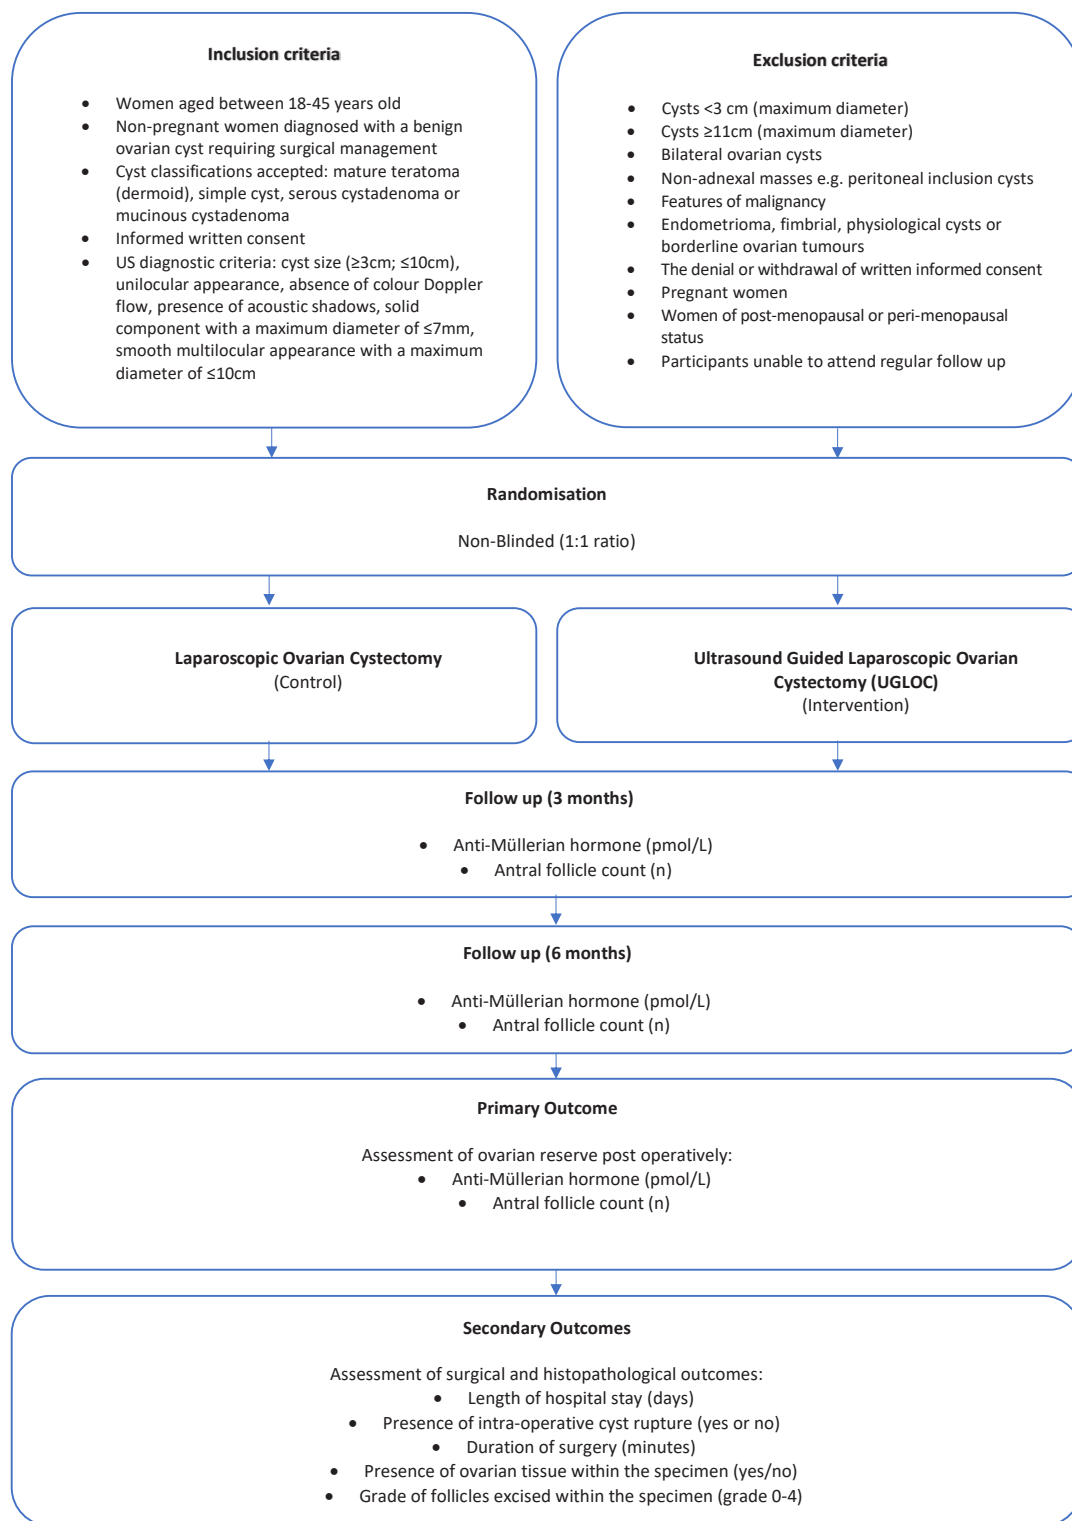 Inclusion criteria
• Women aged between 18-45 years old
• Non-pregnant women diagnosed with a benign
ovarian cyst requiring surgical management
• Cyst classifications accepted: mature teratoma
(dermoid), simple cyst, serous cystadenoma or
mucinous cystadenoma
• Informed written consent
• US diagnostic criteria: cyst size (≥3cm; ≤10cm),
unilocular appearance, absence of colour Doppler
flow, presence of acoustic shadows, solid
component with a maximum diameter of ≤7mm,
smooth multilocular appearance with a maximum
diameter of ≤10cm
Exclusion criteria
• Cysts <3 cm (maximum diameter)
• Cysts ≥11cm (maximum diameter)
• Bilateral ovarian cysts
• Non-adnexal masses e.g. peritoneal inclusion cysts
• Features of malignancy
• Endometrioma, fimbrial, physiological cysts or
borderline ovarian tumours
• The denial or withdrawal of written informed consent
• Pregnant women
• Women of post-menopausal or peri-menopausal
status
• Participants unable to attend regular follow up
Randomisation
Non-Blinded (1:1 ratio)
Laparoscopic Ovarian Cystectomy
(Control)
Ultrasound Guided Laparoscopic Ovarian
Cystectomy (UGLOC)
(Intervention)
Follow up (3 months)
• Anti-Müllerian hormone (pmol/L)
• Antral follicle count (n)
Follow up (6 months)
• Anti-Müllerian hormone (pmol/L)
• Antral follicle count (n)
Primary Outcome
Assessment of ovarian reserve post operatively:
• Anti-Müllerian hormone (pmol/L)
• Antral follicle count (n)
Secondary Outcomes
Assessment of surgical and histopathological outcomes:
• Length of hospital stay (days)
• Presence of intra-operative cyst rupture (yes or no)
• Duration of surgery (minutes)
• Presence of ovarian tissue within the specimen (yes/no)
• Grade of follicles excised within the specimen (grade 0-4)